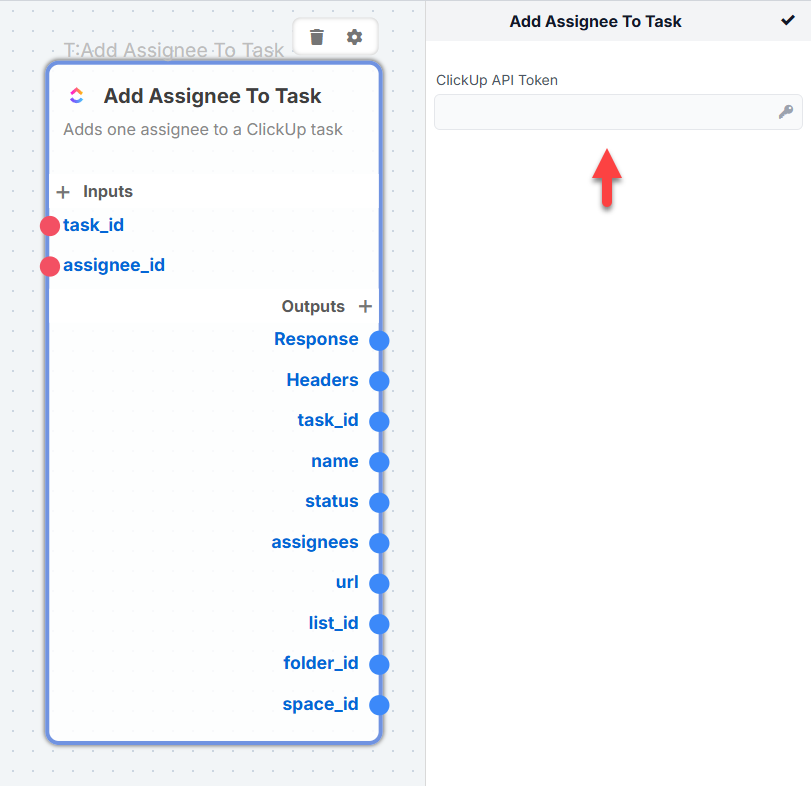 T:Add Assignee To Task
Add Assignee To Task
Adds one assignee to a ClickUp task
Inputs
task_id
assignee_id
Outputs
Response
Headers
task_id
name
status
assignees
url
list_id
folder_id
space_id
Add Assignee To Task
ClickUp API Token